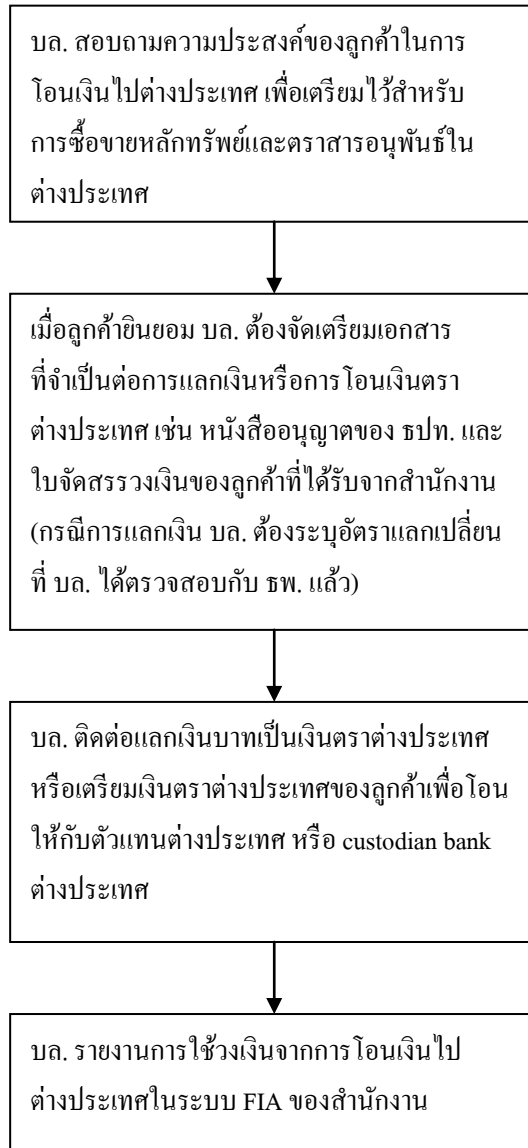 บล. สอบถามความประสงค์ของลูกค้าในการ
โอนเงินไปต่างประเทศ เพื่อเตรียมไว้สำหรับ
การซื้อขายหลักทรัพย์และตราสารอนุพันธ์ใน
ต่างประเทศ
เมื่อลูกค้ายินยอม บล. ต้องจัดเตรียมเอกสาร
ที่จำเป็นต่อการแลกเงินหรือการโอนเงินตรา
ต่างประเทศ เช่น หนังสืออนุญาตของ ธปท. และ
ใบจัดสรรวงเงินของลูกค้าที่ได้รับจากสำนักงาน
(กรณีการแลกเงิน บล. ต้องระบุอัตราแลกเปลี่ยน
ที่ บล. ได้ตรวจสอบกับ ธพ. แล้ว)
บล. ติดต่อแลกเงินบาทเป็นเงินตราต่างประเทศ
หรือเตรียมเงินตราต่างประเทศของลูกค้าเพื่อโอน
ให้กับตัวแทนต่างประเทศ หรือ custodian bank
ต่างประเทศ
บล. รายงานการใช้วงเงินจากการโอนเงินไป
ต่างประเทศในระบบ FIA ของสำนักงาน